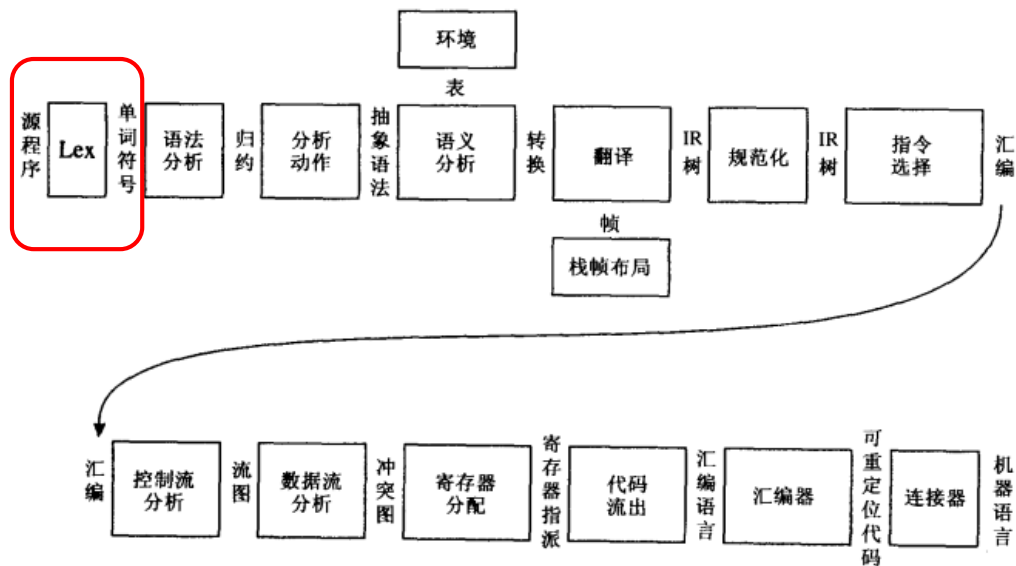 环境
表
源程序
Lex
单词符号
语法
分析
归约
分析
动作
抽象语法
语义
分析
转换
翻译
IR
树
规范化
IR
树
指令
选择
汇编
帧
栈帧布局
汇编
控制流
分析
流图
数据流
分析
冲突图
寄存器
分配
寄存器指派
代码
流出
汇编语言
汇编器
可重定位代码
连接器
机器语言